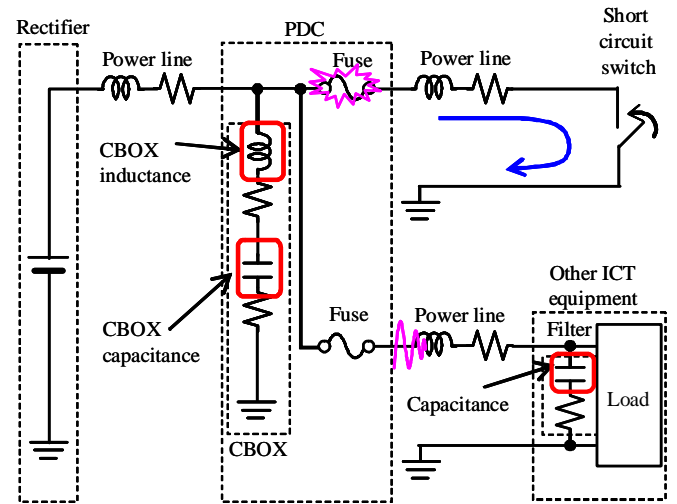 Rectifier
PDC
Short
circuit
switch
Power line
Fuse
Power line
CBOX
inductance
CBOX
capacitance
Fuse
Power line
Other ICT
equipment
Filter
Capacitance
Load
CBOX